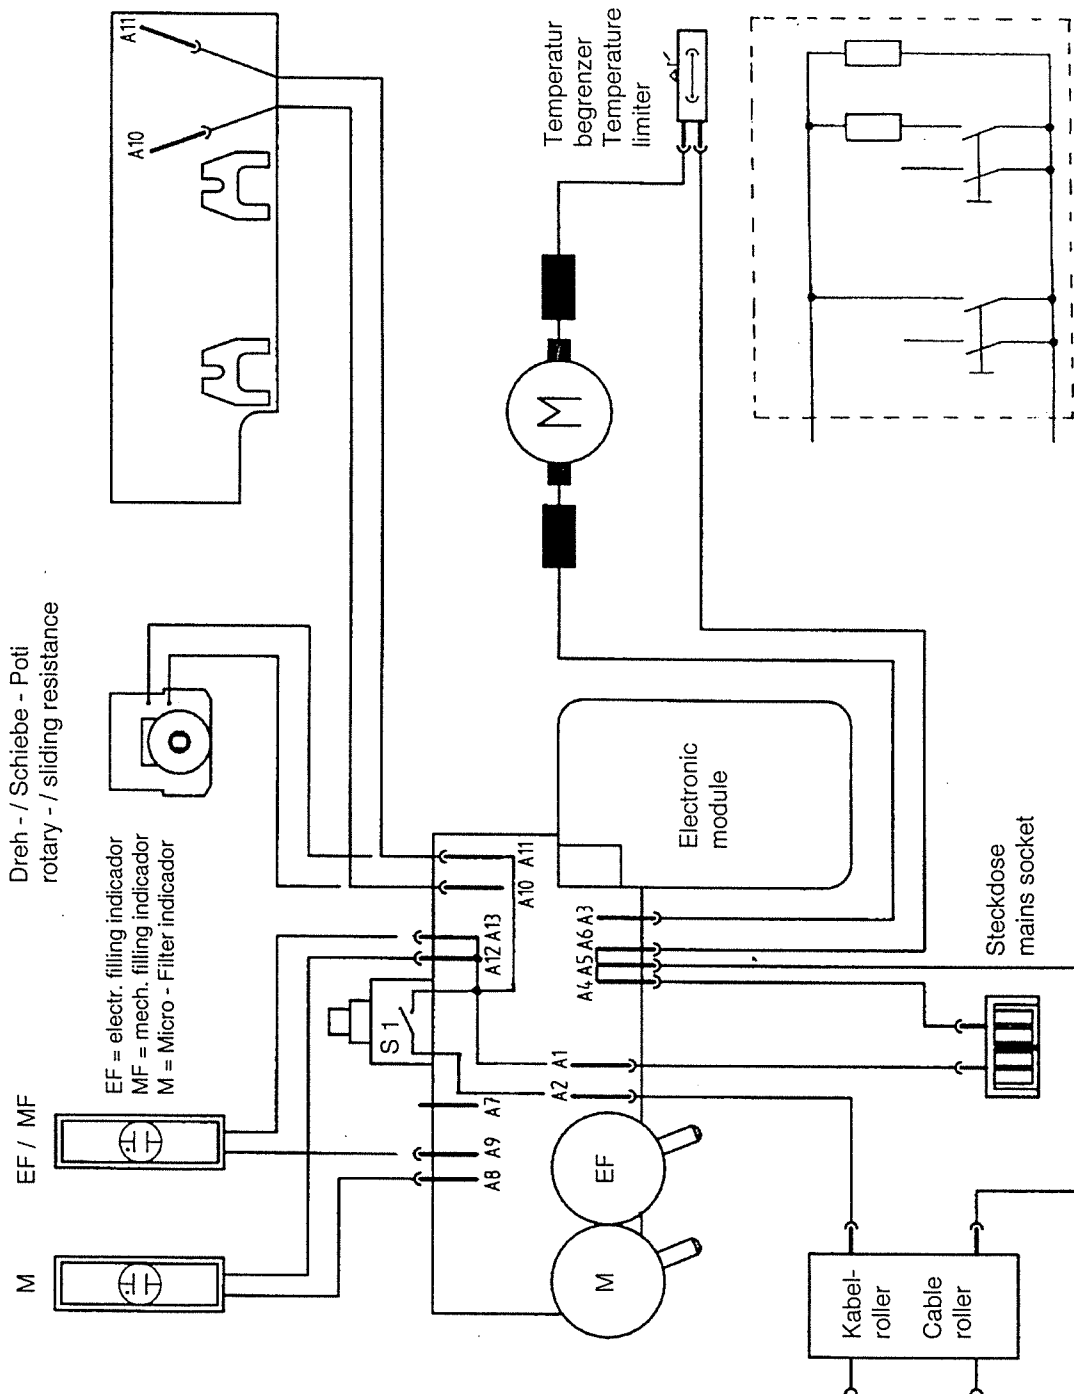 M
EF / MF
EF = electr. filling indicador
MF = mech. filling indicador
M = Micro - Filter indicador
Dreh - / Schiebe - Poti
rotary - / sliding resistance
A10
A11
S 1
A8
A9
A7
A12
A13
A10
A11
A2
A1
A4
A5
A6
A3
M
EF
Electronic
module
M
Temperatur
begrenzer
Temperature
limiter
Kabel-
roller
Cable
roller
Steckdose
mains socket